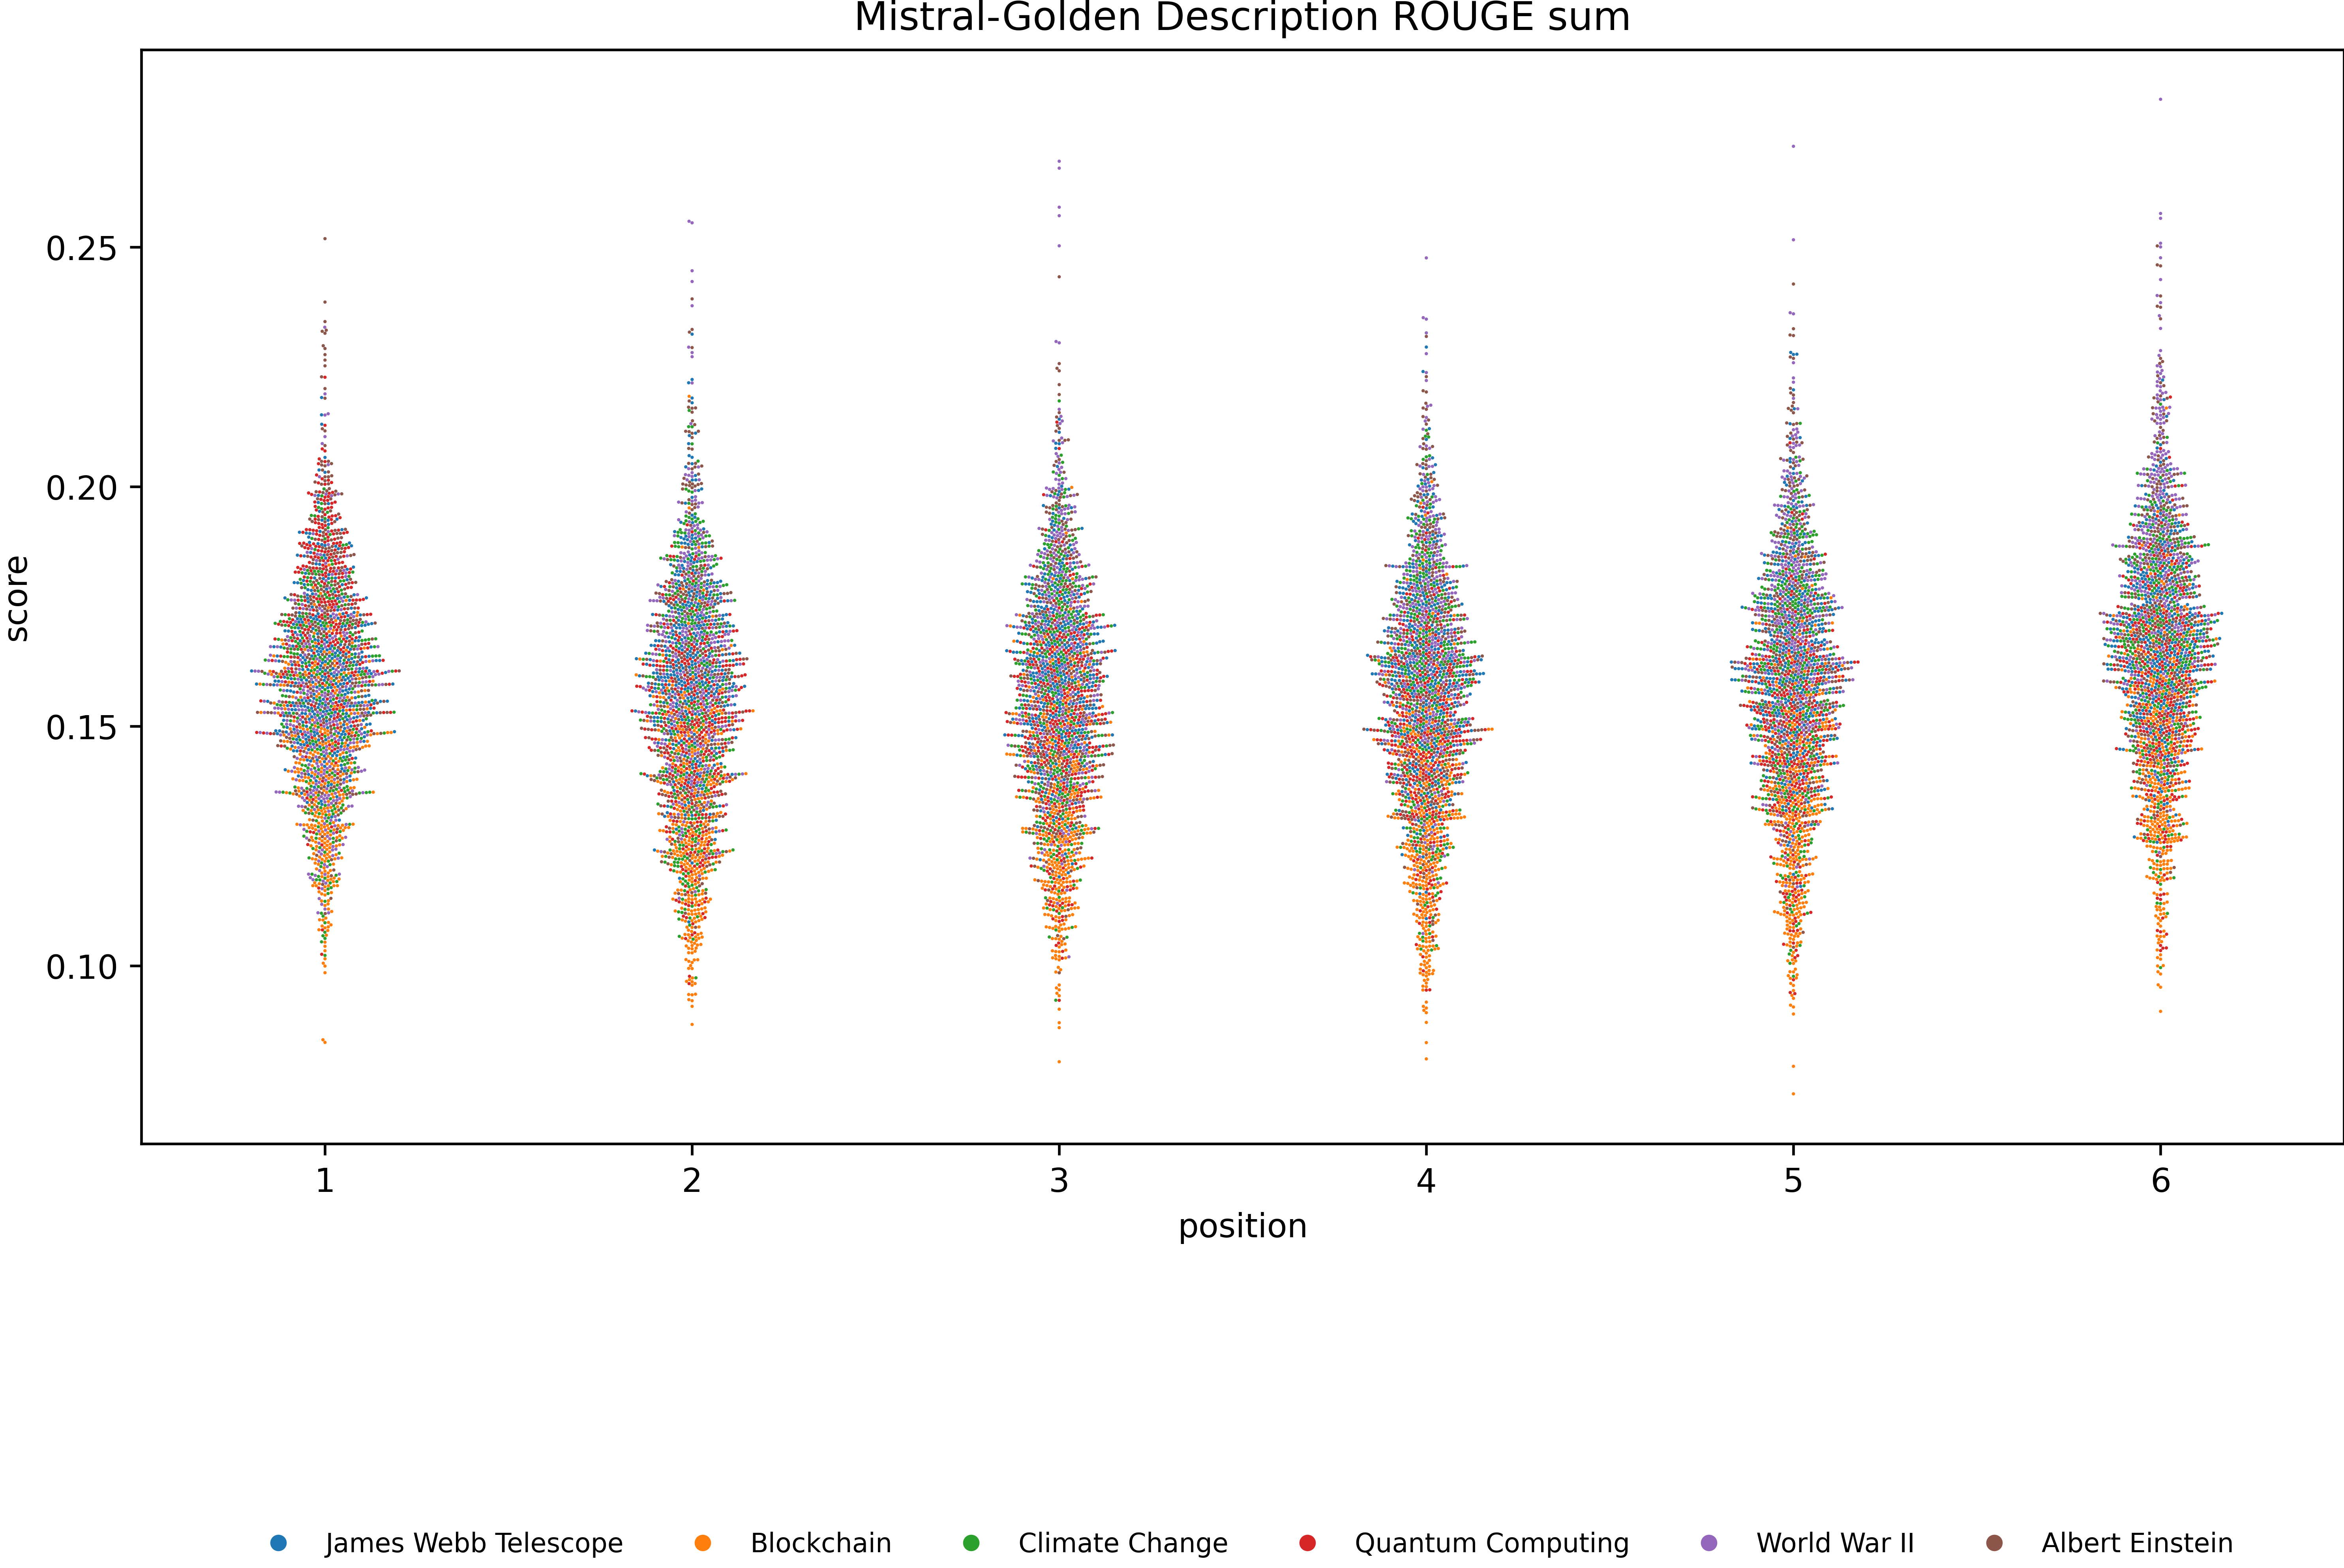 Mistral-Golden Description ROUGE sum
0.25
0.20
0.15
0.10
score
1 2 3 4 5 6
position
James Webb Telescope Blockchain Climate Change Quantum Computing World War II Albert Einstein